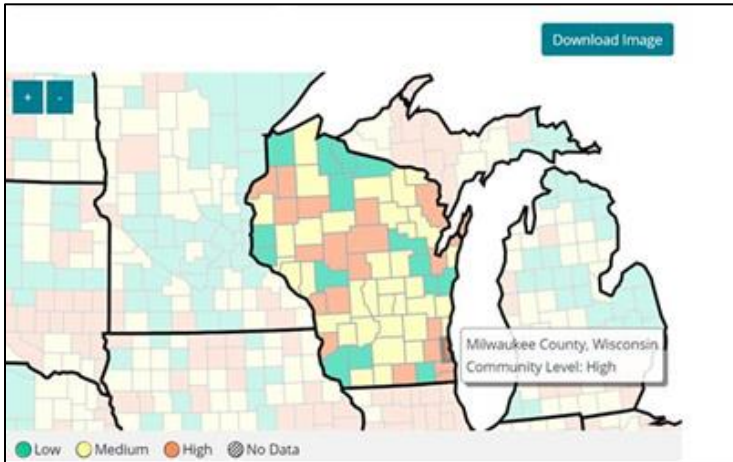 Download Image
+ -
Milwaukee County, Wisconsin
Community Level: High
Low Medium High No Data